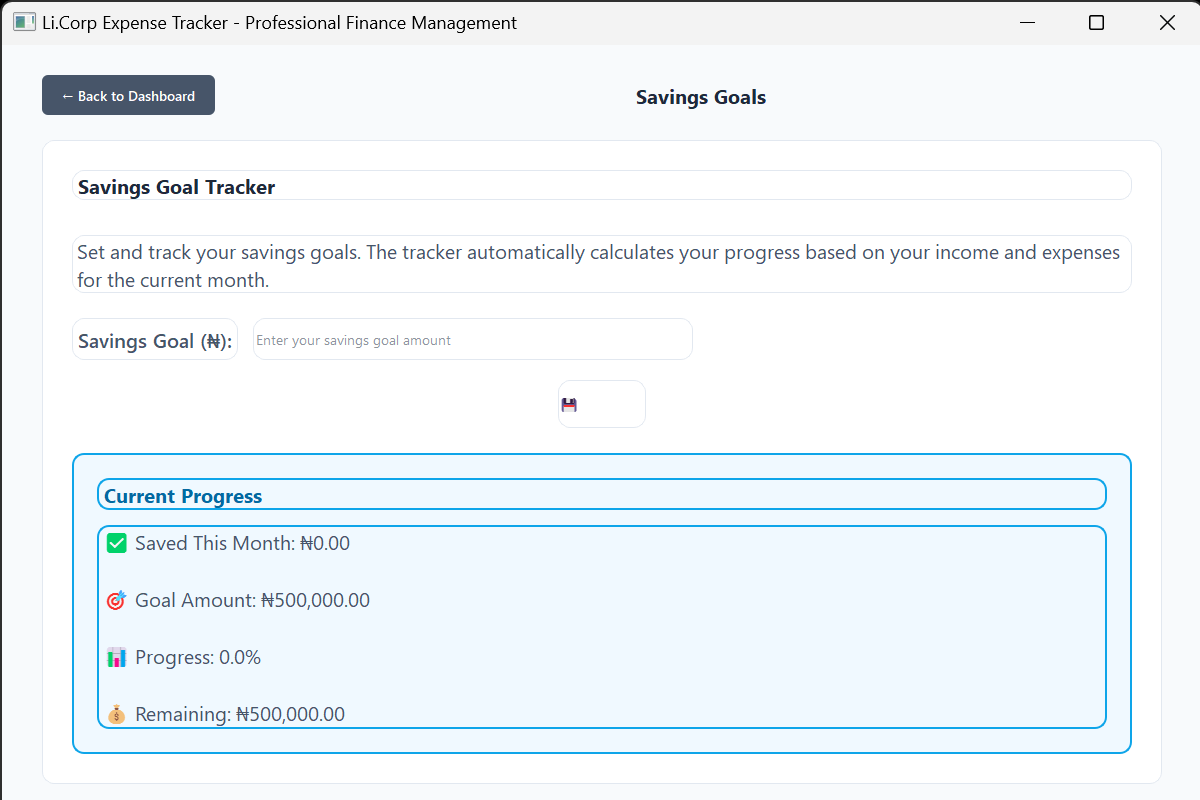 Li.Corp Expense Tracker - Professional Finance Management
← Back to Dashboard
Savings Goals
Savings Goal Tracker
Set and track your savings goals. The tracker automatically calculates your progress based on your income and expenses
for the current month.
Savings Goal (₦):
Enter your savings goal amount
Current Progress
✅ Saved This Month: ₦0.00
🎯 Goal Amount: ₦500,000.00
📊 Progress: 0.0%
💰 Remaining: ₦500,000.00